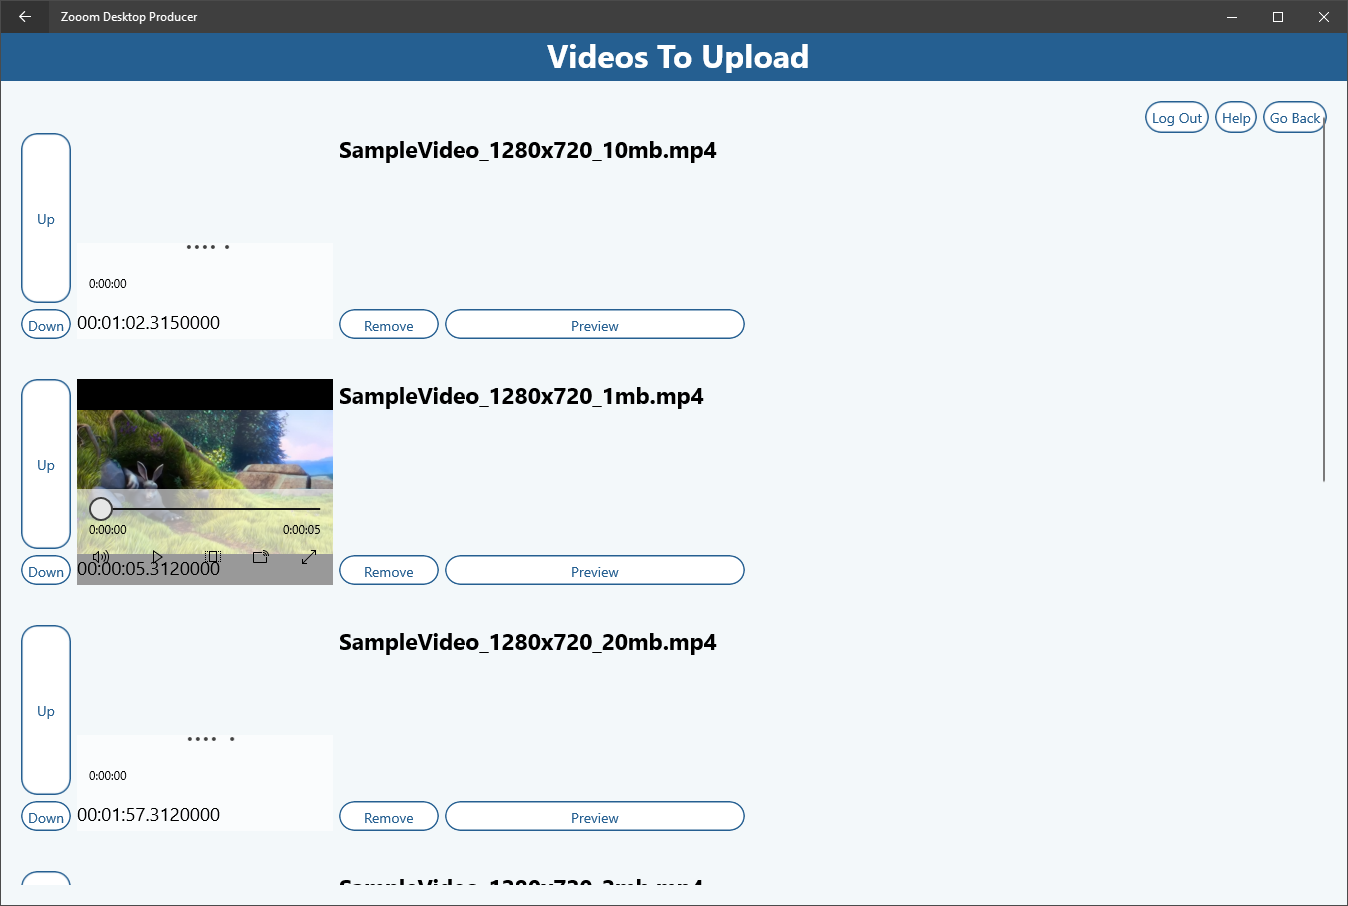 Zooom Desktop Producer
Videos To Upload
Log Out Help Go Back
SampleVideo_1280x720_10mb.mp4
Up
0:00:00
Down 00:01:02.3150000 Remove Preview
SampleVideo_1280x720_1mb.mp4
Up
0:00:00 0:00:05
Down 00:00:05.3120000 Remove Preview
SampleVideo_1280x720_20mb.mp4
Up
0:00:00
Down 00:01:57.3120000 Remove Preview